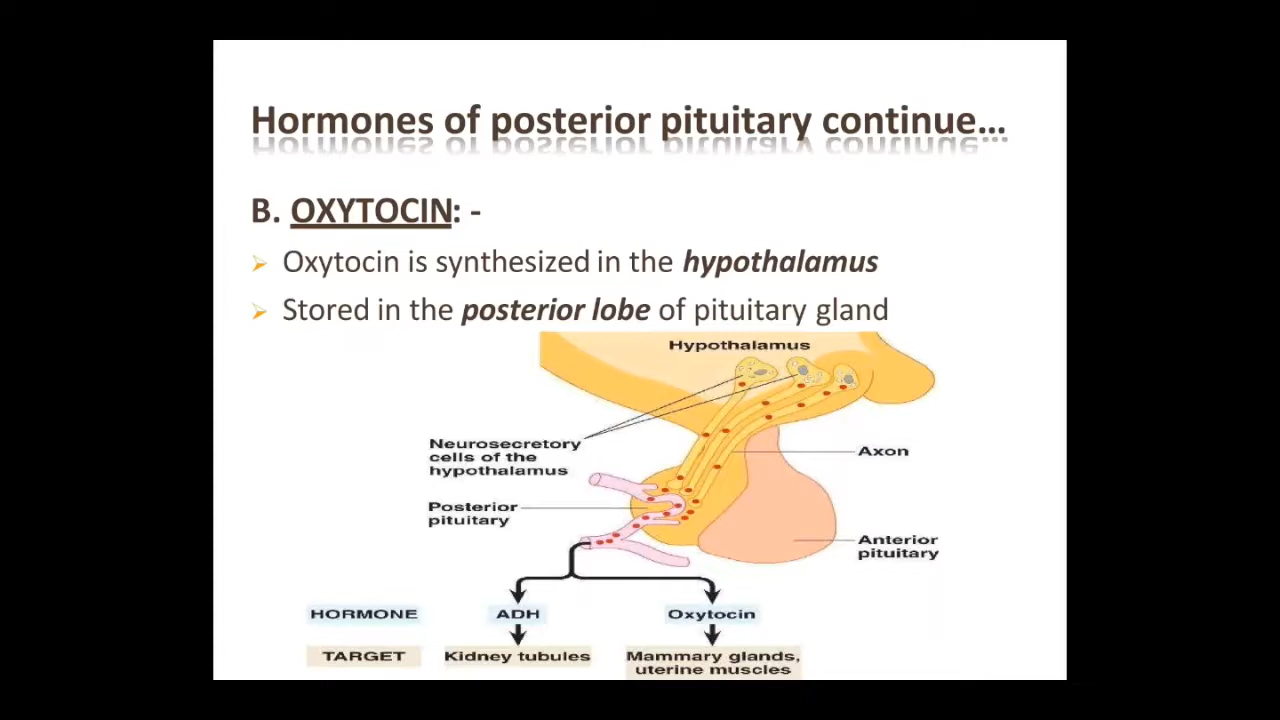 Hormones of posterior pituitary continue...
B. OXYTOCIN: -
Oxytocin is synthesized in the hypothalamus
Stored in the posterior lobe of pituitary gland
Hypothalamus
Neurosecretory
cells of the
hypothalamus
Axon
Posterior
pituitary
Anterior
pituitary
HORMONE ADH Oxytocin
TARGET Kidney tubules Mammary glands,
uterine muscles